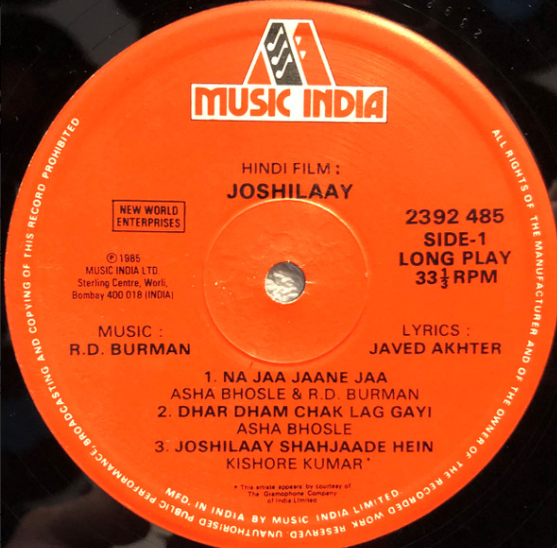 MUSIC INDIA
HINDI FILM :
JOSHILAAY
NEW WORLD
ENTERPRISES
℗ 1985
MUSIC INDIA LTD.
Sterling Centre, Worli,
Bombay 400 018 (INDIA)
2392 485
SIDE-1
LONG PLAY
33⅓ RPM
MUSIC :
R.D. BURMAN
LYRICS :
JAVED AKHTER
1. NA JAA JAANE JAA
ASHA BHOSLE & R.D. BURMAN
2. DHAR DHAM CHAK LAG GAYI
ASHA BHOSLE
3. JOSHILAAY SHAHJAADE HEIN
KISHORE KUMAR*
* This artiste appears by courtesy of
The Gramophone Company
of India Limited
MFD. IN INDIA BY MUSIC INDIA LIMITED.
ALL RIGHTS OF THE MANUFACTURER AND OF THE OWNER OF THE RECORDED WORK RESERVED. UNAUTHORISED PUBLIC PERFORMANCE, BROADCASTING AND COPYING OF THIS RECORD PROHIBITED